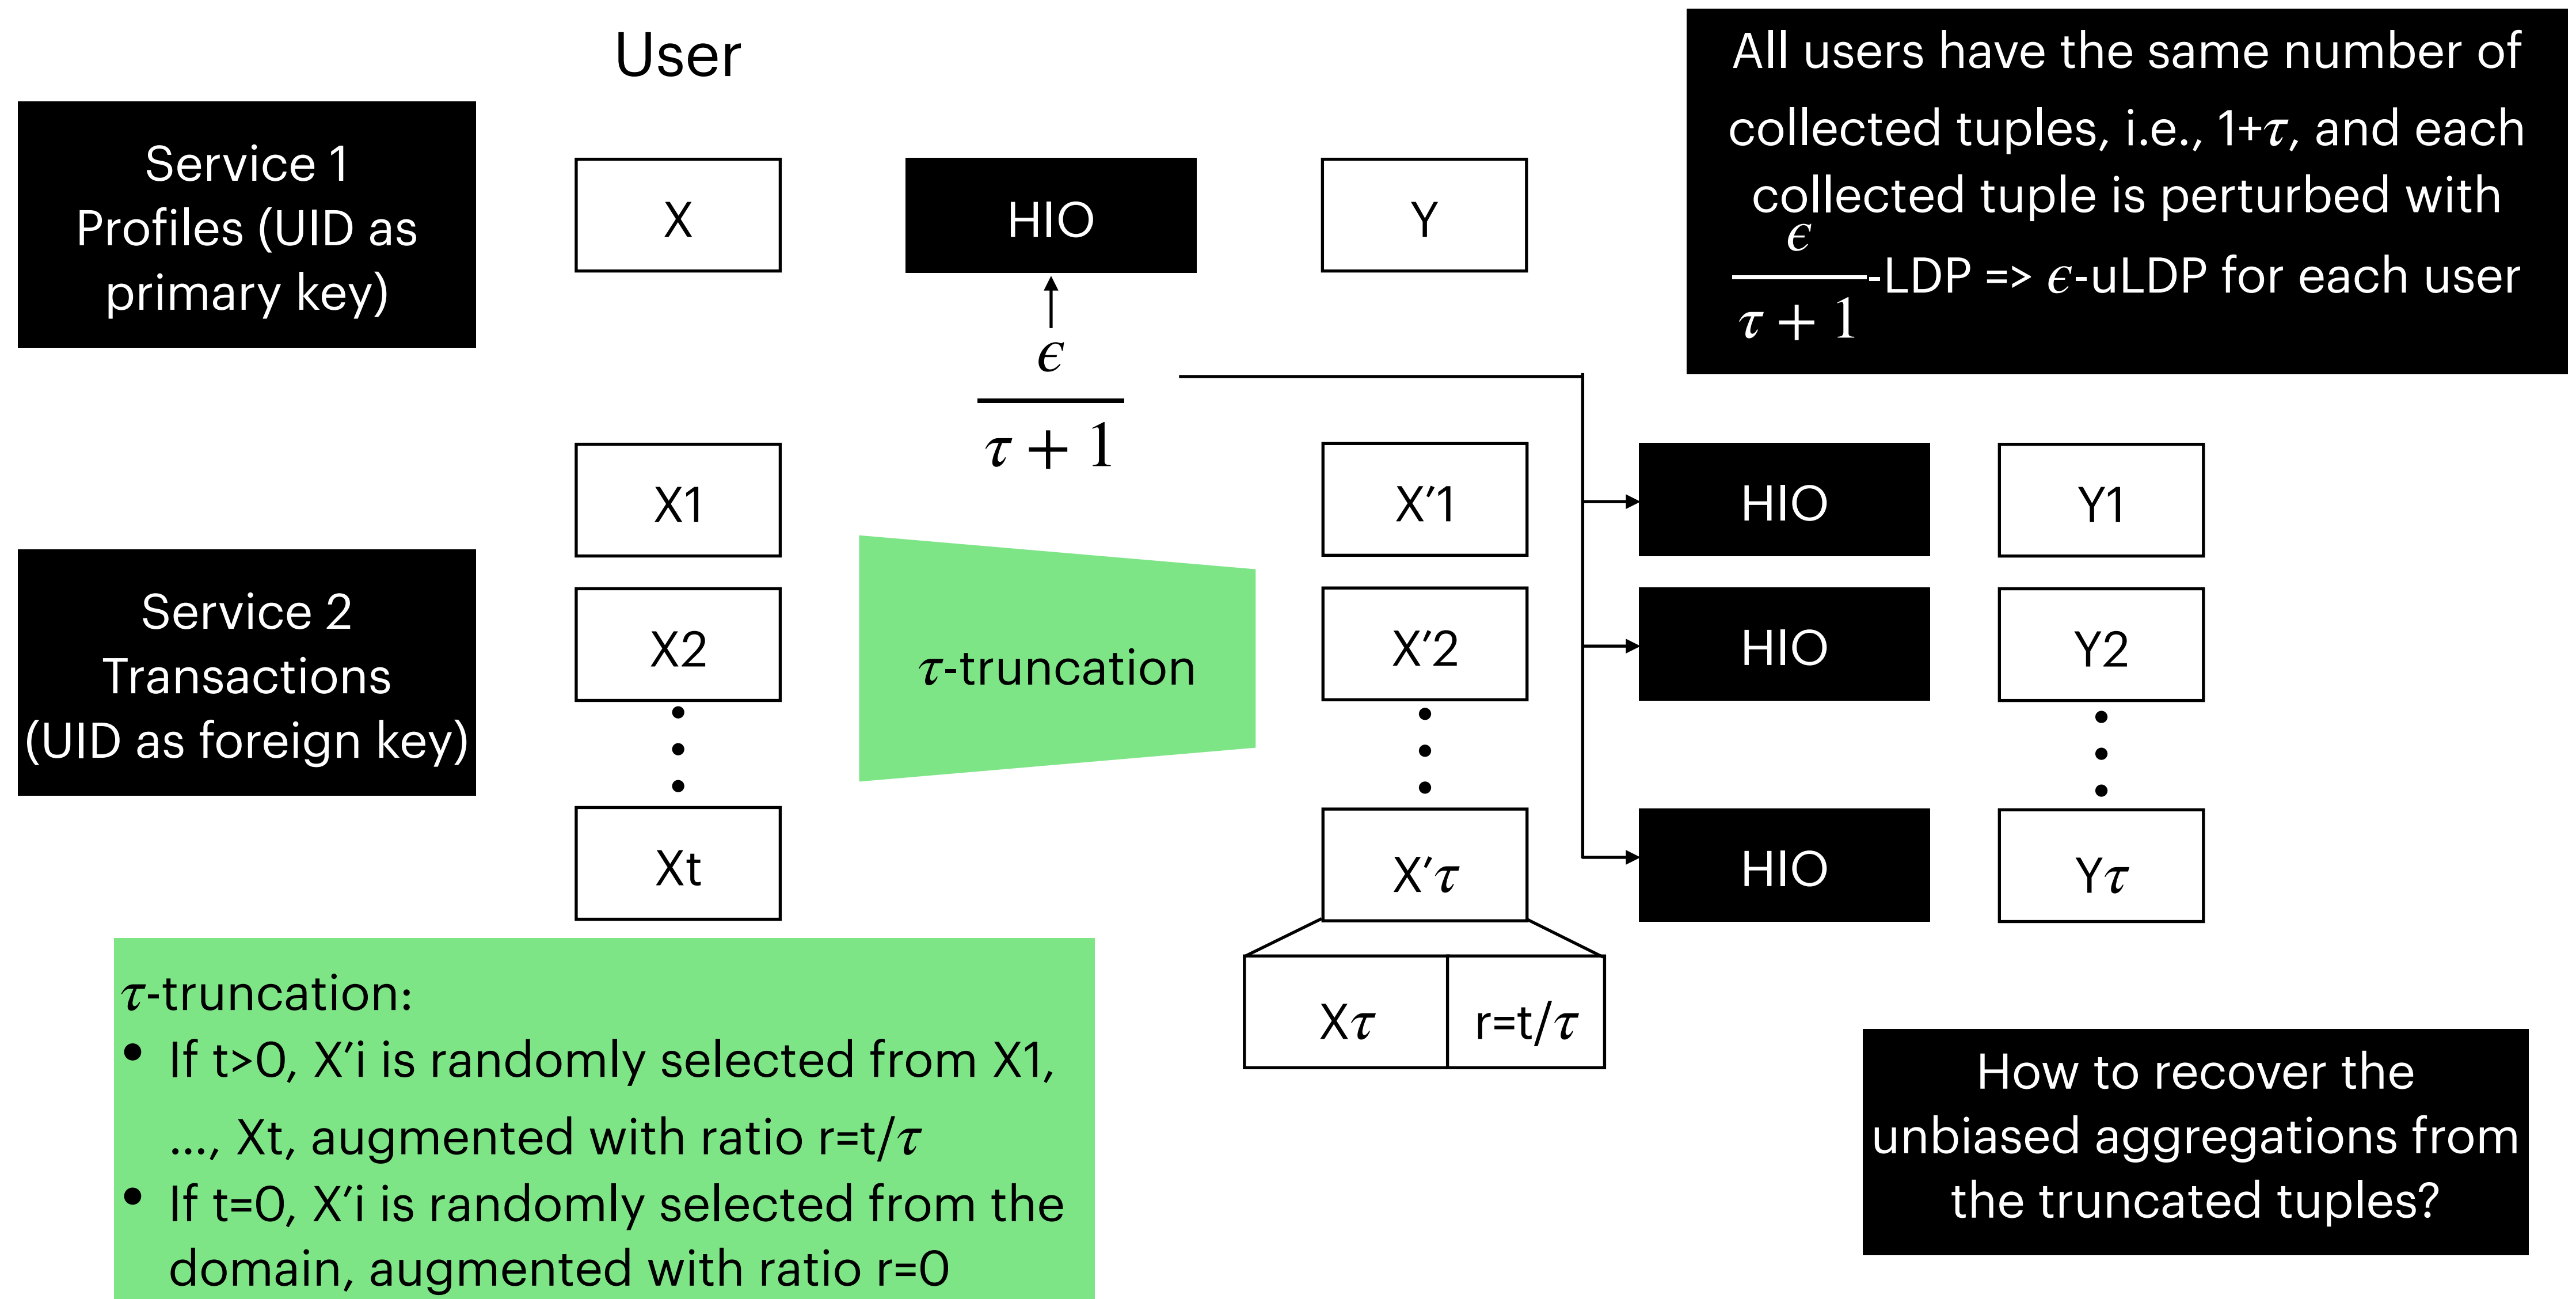 User
Service 1
Profiles (UID as
primary key)
X
HIO
Y
ϵ
τ + 1
All users have the same number of
collected tuples, i.e., 1+τ, and each
collected tuple is perturbed with
ϵ
τ + 1
-LDP => ϵ-uLDP for each user
Service 2
Transactions
(UID as foreign key)
X1
X2
Xt
τ-truncation
X’1
X’2
X’τ
Xτ
r=t/τ
HIO
HIO
HIO
Y1
Y2
Yτ
τ-truncation:
• If t>0, X’i is randomly selected from X1,
…, Xt, augmented with ratio r=t/τ
• If t=0, X’i is randomly selected from the
domain, augmented with ratio r=0
How to recover the
unbiased aggregations from
the truncated tuples?